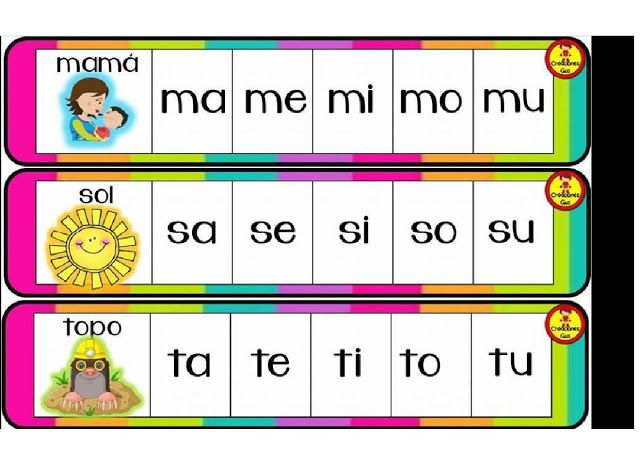 mamá
ma me mi mo mu
Creaciones
Gus
sol
sa se si so su
Creaciones
Gus
topo
ta te ti to tu
Creaciones
Gus